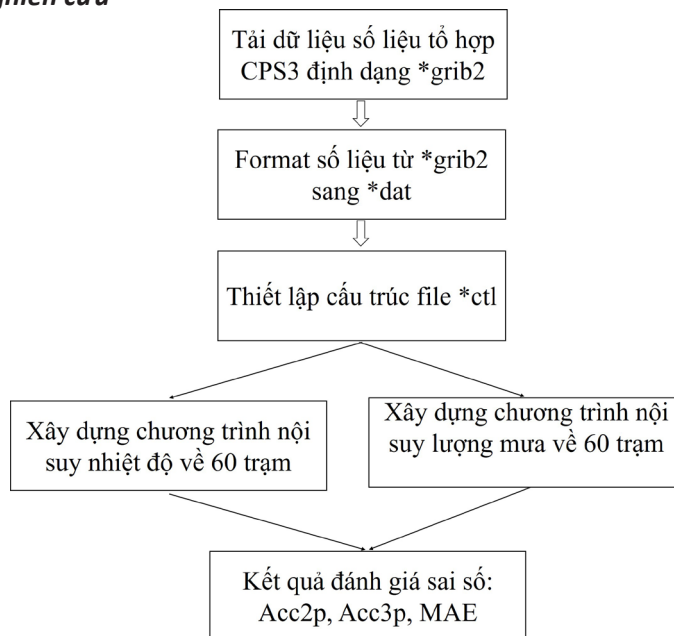 Tải dữ liệu số liệu tổ hợp
CPS3 định dạng *grib2
Format số liệu từ *grib2
sang *dat
Thiết lập cấu trúc file *ctl
Xây dựng chương trình nội
suy nhiệt độ về 60 trạm
Xây dựng chương trình nội
suy lượng mưa về 60 trạm
Kết quả đánh giá sai số:
Acc2p, Acc3p, MAE